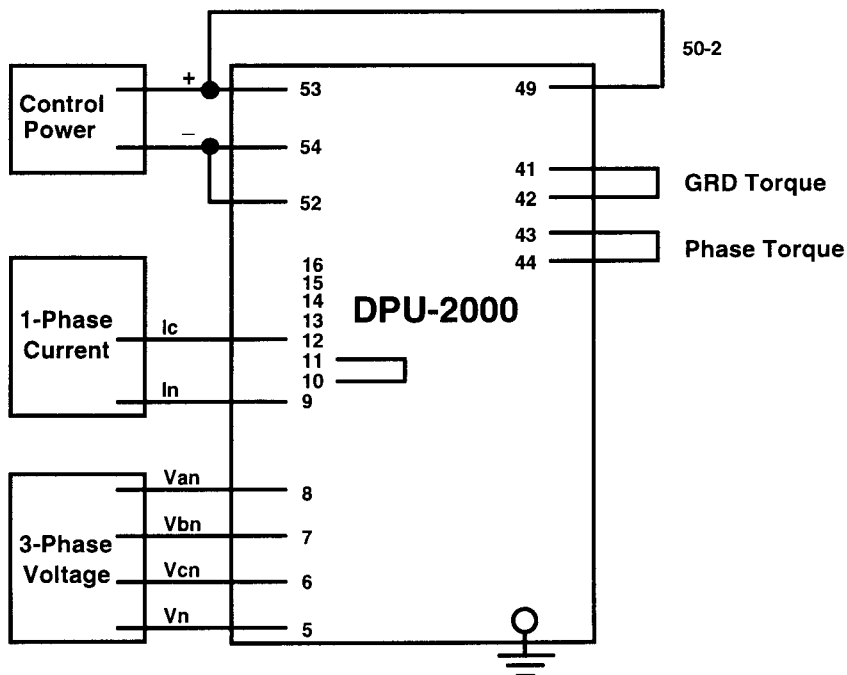 50-2
Control
Power
+
–
53
54
52
49
41
42
GRD Torque
43
44
Phase Torque
1-Phase
Current
Ic
In
16
15
14
13
12
11
10
9
DPU-2000
3-Phase
Voltage
Van
Vbn
Vcn
Vn
8
7
6
5